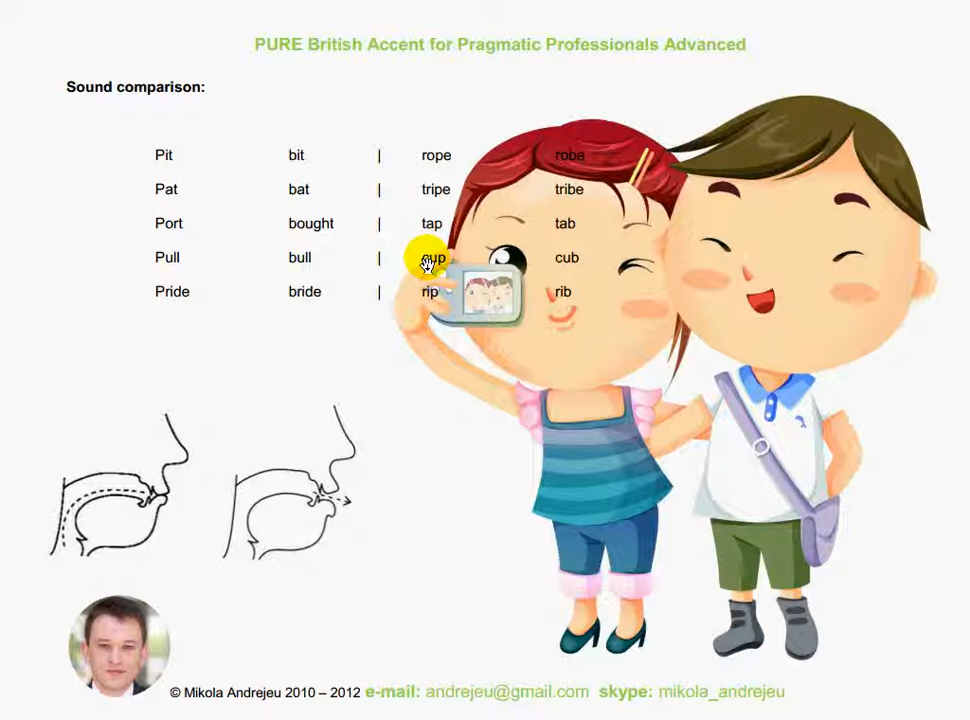 PURE British Accent for Pragmatic Professionals Advanced
Sound comparison:
Pit bit | rope robe
Pat bat | tripe tribe
Port bought | tap tab
Pull bull | cup cub
Pride bride | rip rib
© Mikola Andrejeu 2010 – 2012 e-mail: andrejeu@gmail.com skype: mikola_andrejeu